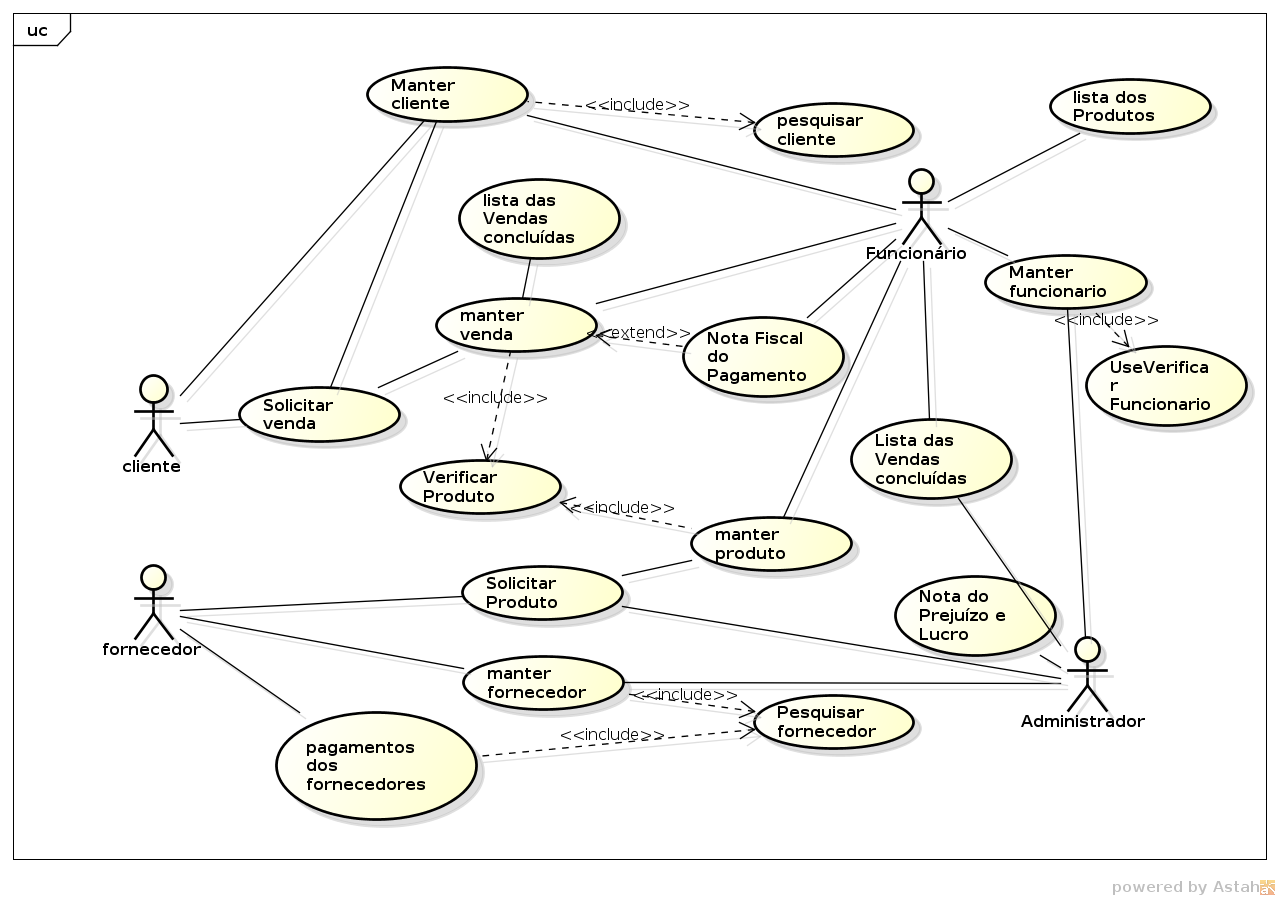 uc
Manter
cliente
<<include>>
pesquisar
cliente
lista dos
Produtos
lista das
Vendas
concluídas
Funcionário
Manter
funcionario
<<include>>
manter
venda
<<extend>>
Nota Fiscal
do
Pagamento
UseVerifica
r
Funcionario
Solicitar
venda
<<include>>
cliente
Lista das
Vendas
concluídas
Verificar
Produto
<<include>>
manter
produto
Solicitar
Produto
Nota do
Prejuízo e
Lucro
fornecedor
manter
fornecedor
<<include>>
Pesquisar
fornecedor
Administrador
<<include>>
pagamentos
dos
fornecedores
powered by Astah